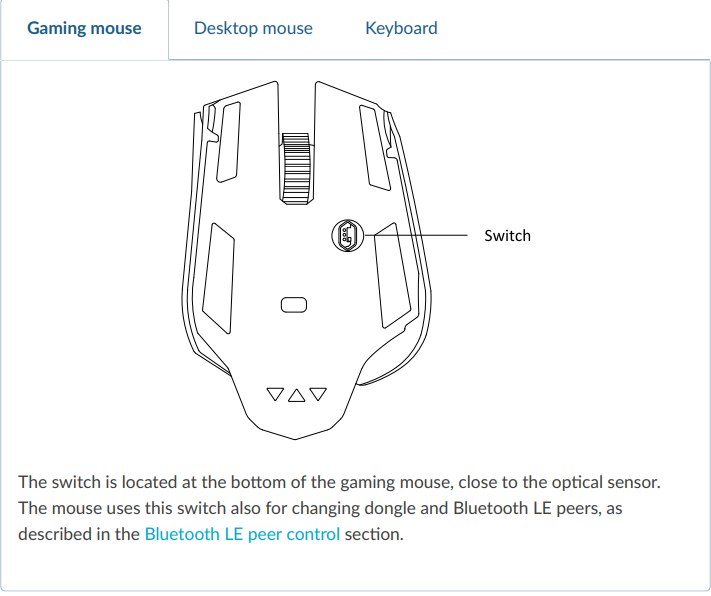 Gaming mouse
Desktop mouse
Keyboard
Switch
The switch is located at the bottom of the gaming mouse, close to the optical sensor.
The mouse uses this switch also for changing dongle and Bluetooth LE peers, as
described in the Bluetooth LE peer control section.